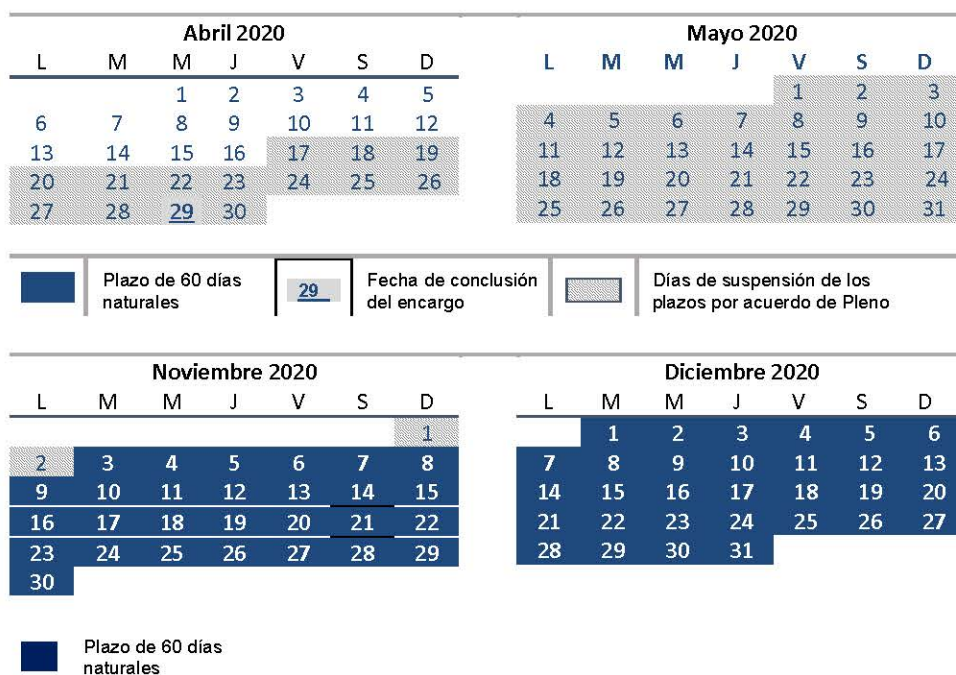 Abril 2020
L M M J V S D
1 2 3 4 5
6 7 8 9 10 11 12
13 14 15 16 17 18 19
20 21 22 23 24 25 26
27 28 29 30
Mayo 2020
L M M J V S D
1 2 3
4 5 6 7 8 9 10
11 12 13 14 15 16 17
18 19 20 21 22 23 24
25 26 27 28 29 30 31
Plazo de 60 días
naturales
29
Fecha de conclusión
del encargo
Días de suspensión de los
plazos por acuerdo de Pleno
Noviembre 2020
L M M J V S D
1
2 3 4 5 6 7 8
9 10 11 12 13 14 15
16 17 18 19 20 21 22
23 24 25 26 27 28 29
30
Diciembre 2020
L M M J V S D
1 2 3 4 5 6
7 8 9 10 11 12 13
14 15 16 17 18 19 20
21 22 23 24 25 26 27
28 29 30 31
Plazo de 60 días
naturales